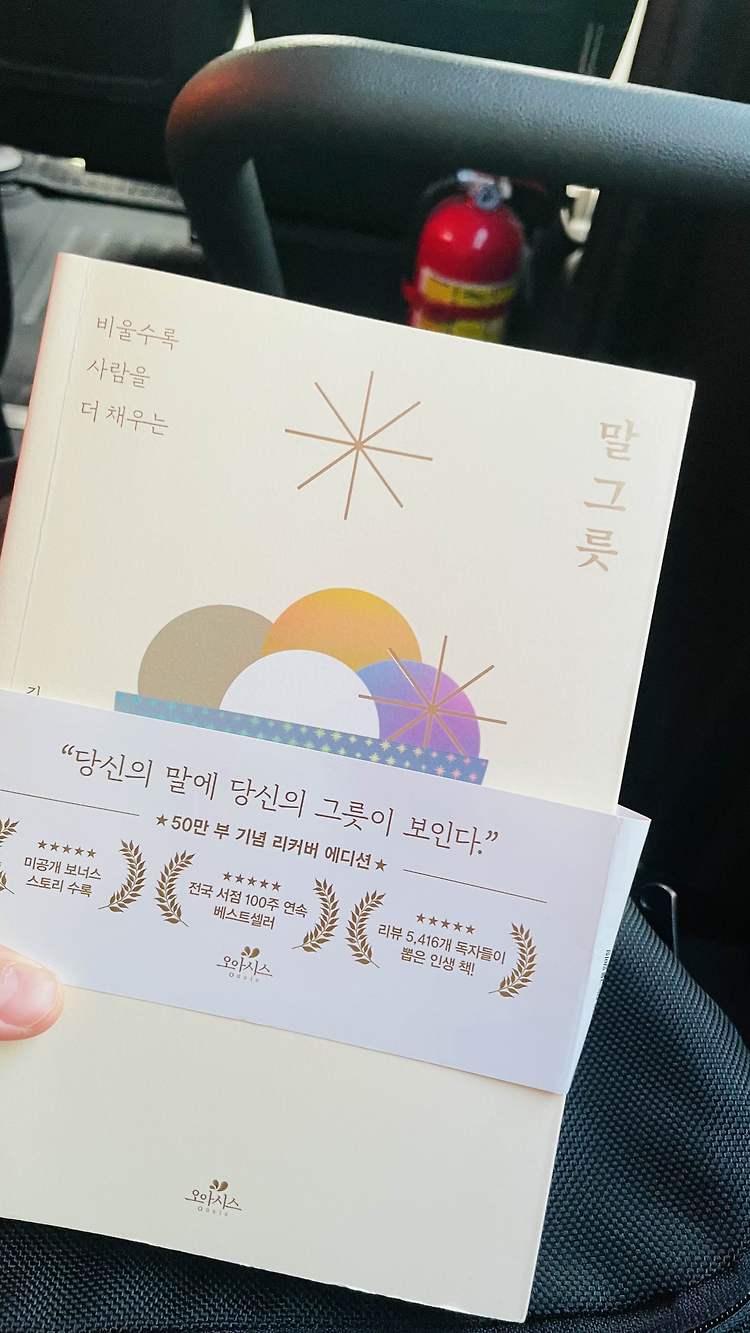 비울수록
사람을
더 채우는
말
그
릇
“당신의 말에 당신의 그릇이 보인다.”
★50만 부 기념 리커버 에디션★
★★★★★
미공개 보너스
스토리 수록
★★★★★
전국 서점 100주 연속
베스트셀러
★★★★★
리뷰 5,416개 독자들이
뽑은 인생 책!
오아시스
Oasis
오아시스
Oasis